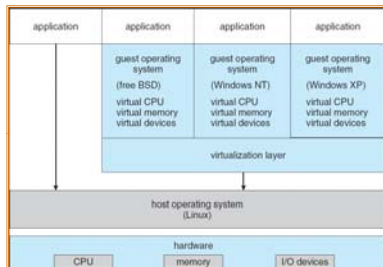 application application application application
guest operating system guest operating system guest operating system
(free BSD) (Windows NT) (Windows XP)
virtual CPU virtual CPU virtual CPU
virtual memory virtual memory virtual memory
virtual devices virtual devices virtual devices
virtualization layer
host operating system
(Linux)
hardware
CPU memory I/O devices